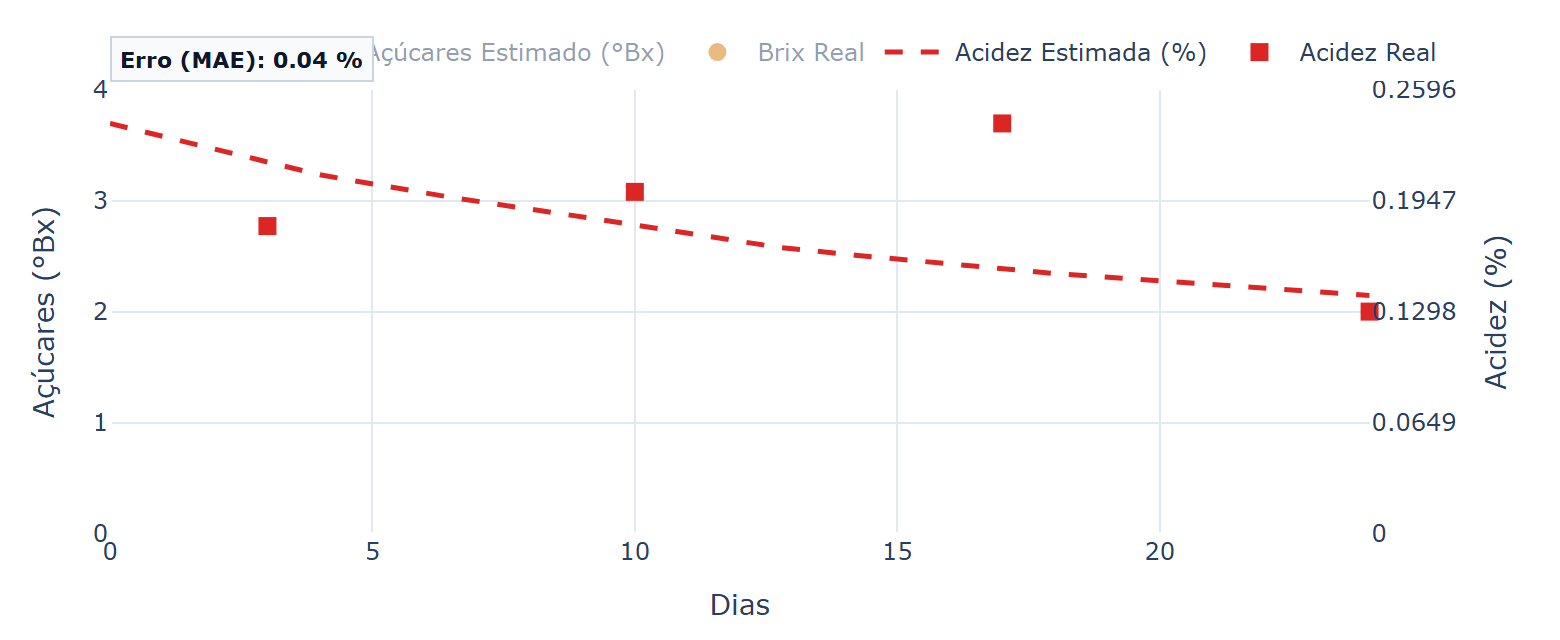 Erro (MAE): 0.04 %
Açúcares Estimado (°Bx)
Brix Real
Acidez Estimada (%)
Acidez Real
4
3
2
1
0
Açúcares (°Bx)
0.2596
0.1947
0.1298
0.0649
0
Acidez (%)
0
5
10
15
20
Dias